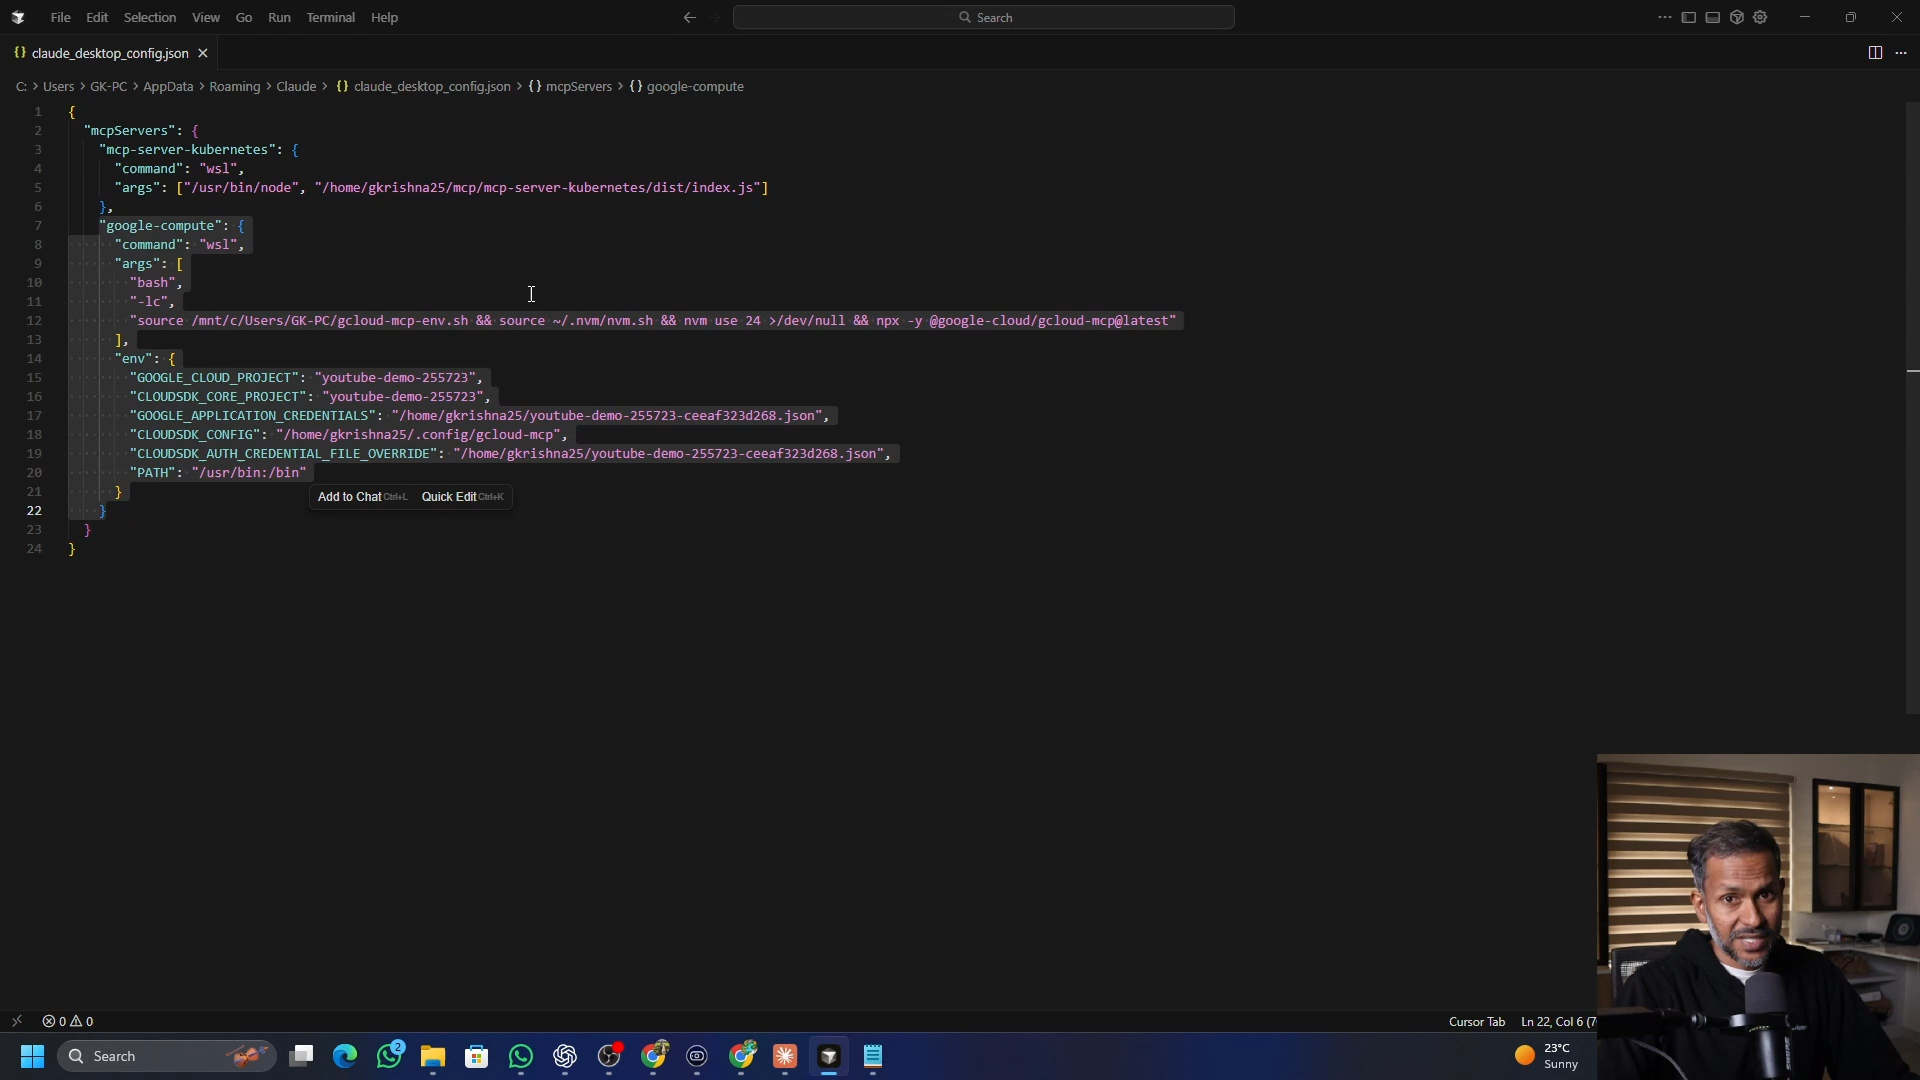 File Edit Selection View Go Run Terminal Help
Search
claude_desktop_config.json
C: > Users > GK-PC > AppData > Roaming > Claude > {} claude_desktop_config.json > {} mcpServers > {} google-compute
1 {
2 "mcpServers": {
3 "mcp-server-kubernetes": {
4 "command": "wsl",
5 "args": ["/usr/bin/node", "/home/gkrishna25/mcp/mcp-server-kubernetes/dist/index.js"]
6 },
7 "google-compute": {
8 "command": "wsl",
9 "args": [
10 "bash",
11 "-lc",
12 "source /mnt/c/Users/GK-PC/gcloud-mcp-env.sh && source ~/.nvm/nvm.sh && nvm use 24 >/dev/null && npx -y @google-cloud/gcloud-mcp@latest"
13 ],
14 "env": {
15 "GOOGLE_CLOUD_PROJECT": "youtube-demo-255723",
16 "CLOUDSDK_CORE_PROJECT": "youtube-demo-255723",
17 "GOOGLE_APPLICATION_CREDENTIALS": "/home/gkrishna25/youtube-demo-255723-ceeaf323d268.json",
18 "CLOUDSDK_CONFIG": "/home/gkrishna25/.config/gcloud-mcp",
19 "CLOUDSDK_AUTH_CREDENTIAL_FILE_OVERRIDE": "/home/gkrishna25/youtube-demo-255723-ceeaf323d268.json",
20 "PATH": "/usr/bin:/bin"
21 }
Add to Chat Ctrl+L Quick Edit Ctrl+K
22 }
23 }
24 }
0 0
Cursor Tab Ln 22, Col 6
Search
2
23°C
Sunny